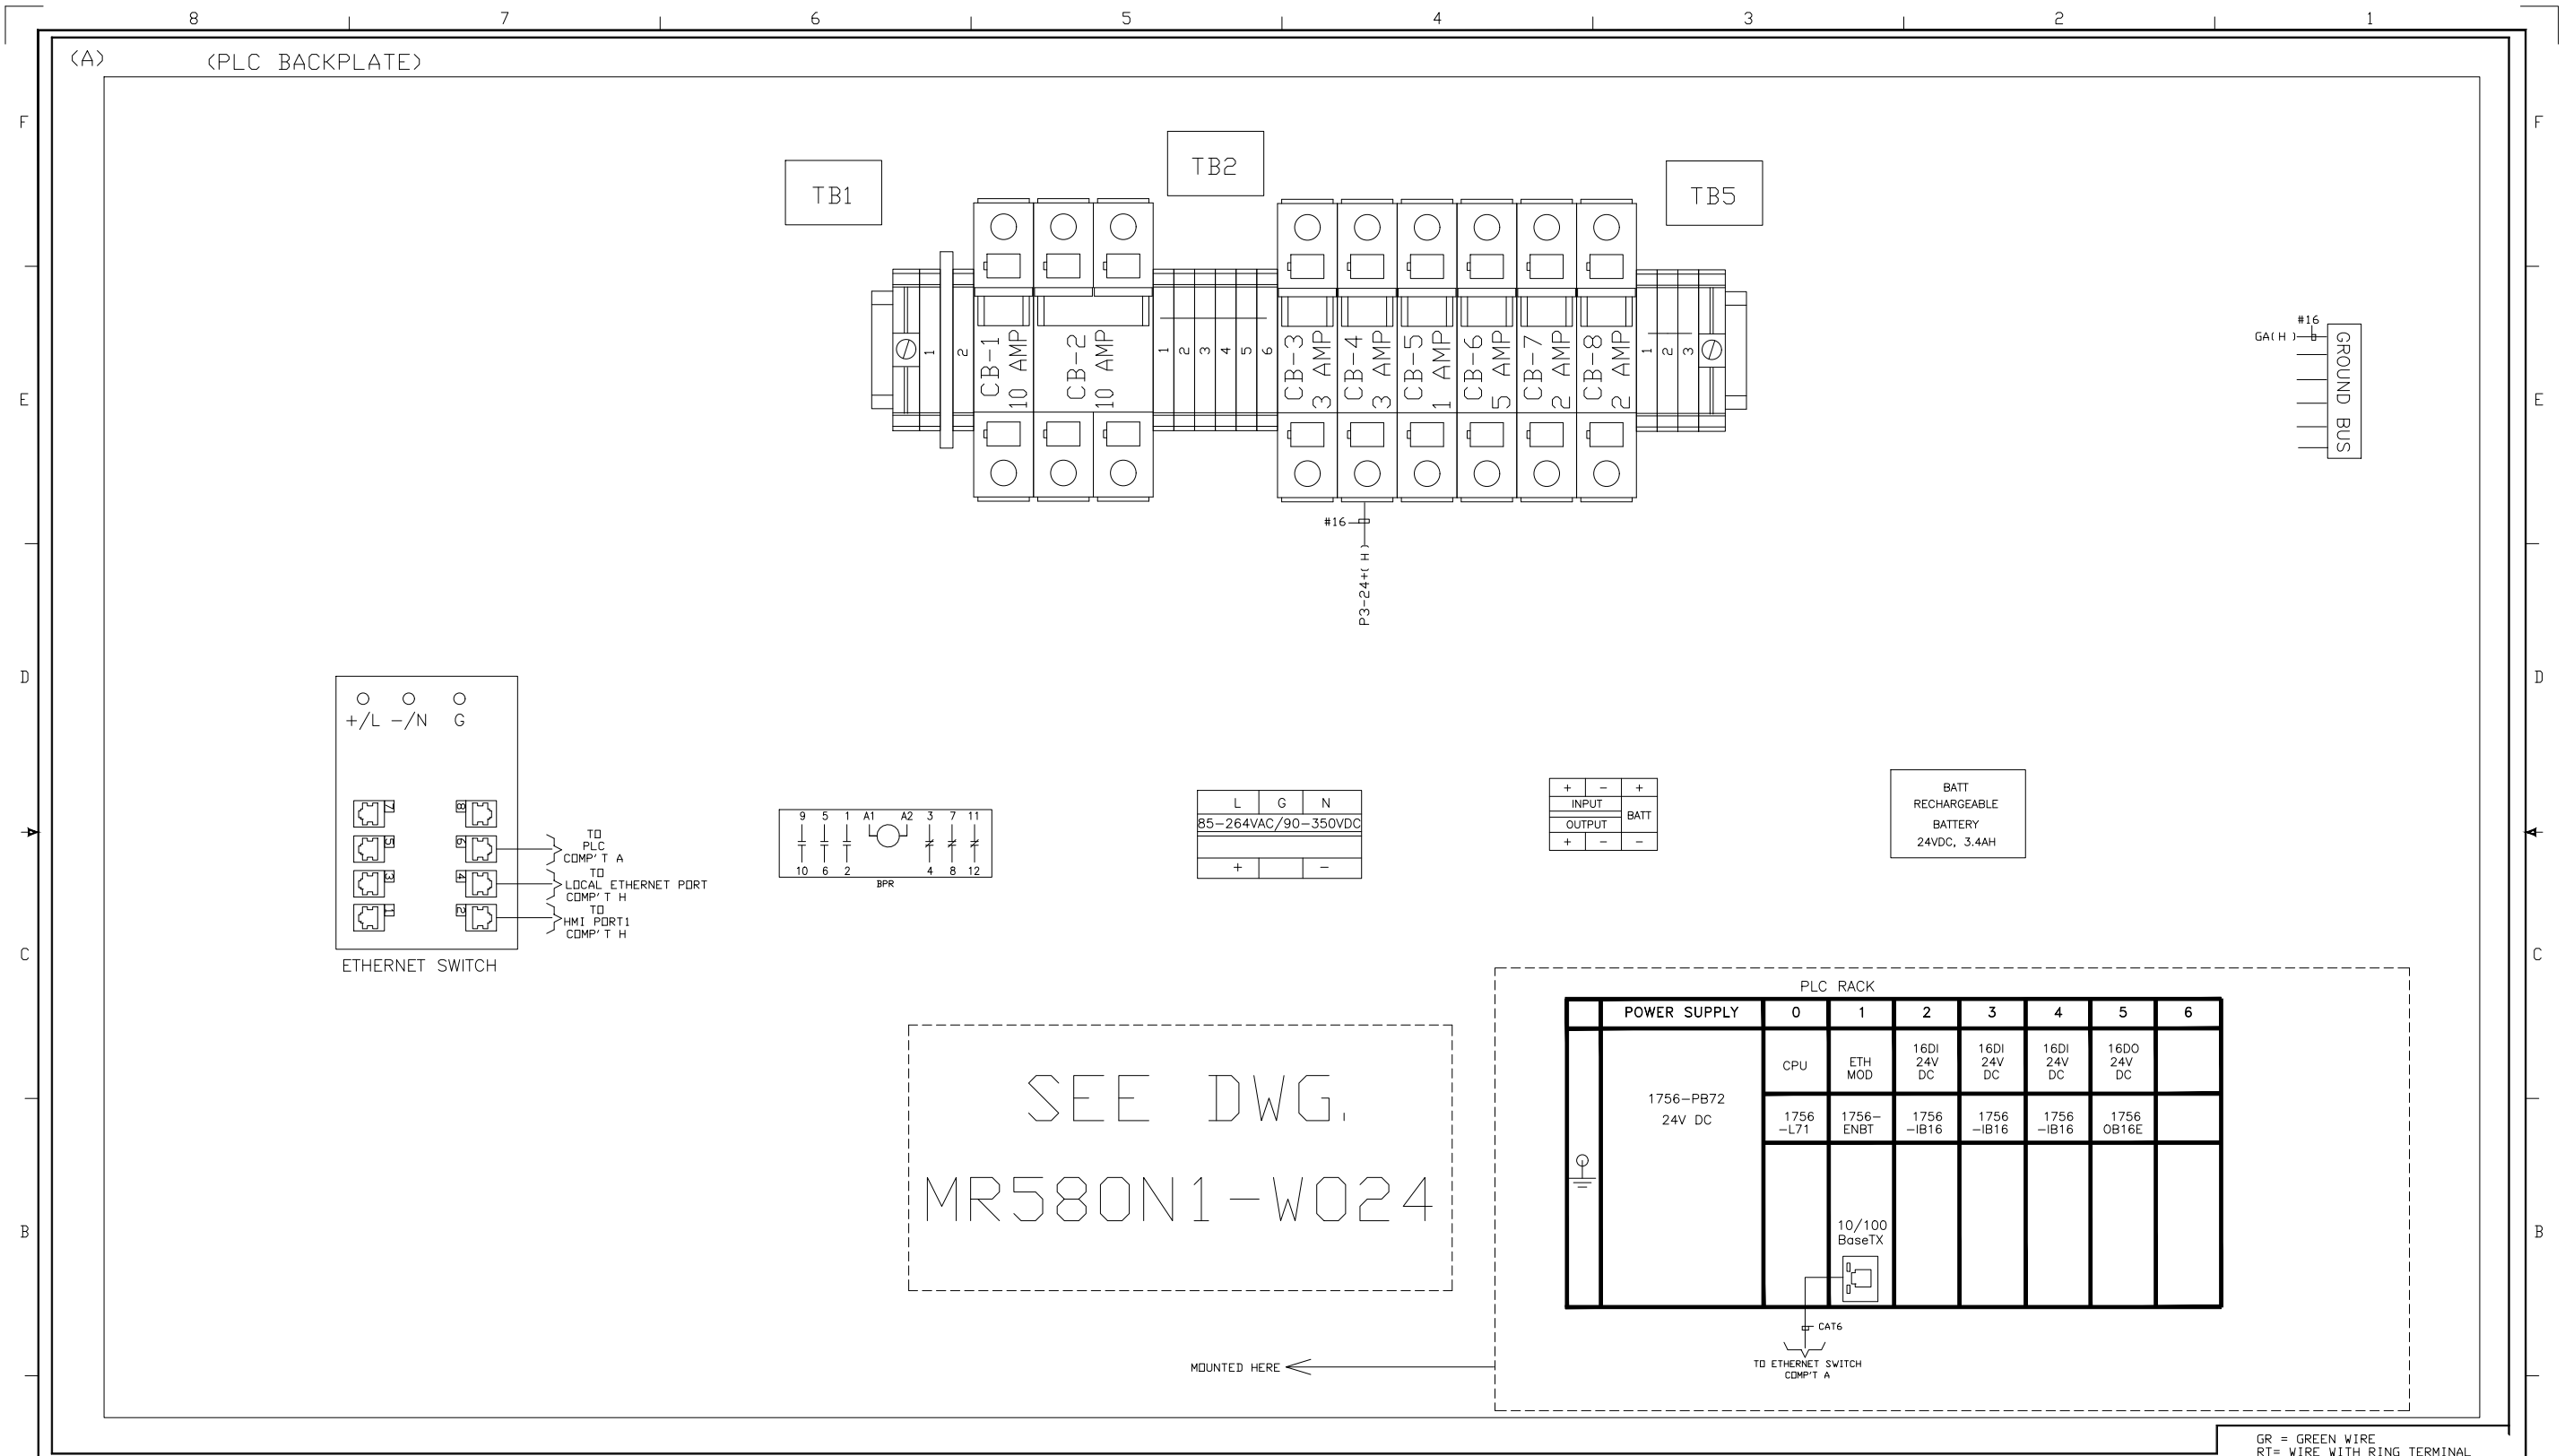 8 7 6 5 4 3 2 1
(A) (PLC BACKPLATE)
F F
TB1 TB2 TB5
1 2
CB-1 10 AMP
CB-2 10 AMP
1 2 3 4 5 6
CB-3 3 AMP
CB-4 3 AMP
CB-5 1 AMP
CB-6 5 AMP
CB-7 2 AMP
CB-8 2 AMP
1 2 3
#16
GA(H)
GROUND BUS
E E
#16
P3-24+(H)
D D
+/L -/N G
7 8
5 6
3 4
1 2
TO
PLC
COMP'T A
TO
LOCAL ETHERNET PORT
COMP'T H
TO
HMI PORT1
COMP'T H
ETHERNET SWITCH
9 5 1 A1 A2 3 7 11
10 6 2 4 8 12
BPR
L G N
85-264VAC/90-350VDC
+ -
+ - +
INPUT
BATT
OUTPUT
+ - -
BATT
RECHARGEABLE
BATTERY
24VDC, 3.4AH
C C
SEE DWG.
MR580N1-W024
PLC RACK
POWER SUPPLY 0 1 2 3 4 5 6
1756-PB72
24V DC
CPU
ETH
MOD
16DI
24V
DC
16DI
24V
DC
16DI
24V
DC
16DO
24V
DC
1756
-L71
1756-
ENBT
1756
-IB16
1756
-IB16
1756
-IB16
1756
OB16E
10/100
BaseTX
B B
CAT6
TO ETHERNET SWITCH
COMP'T A
MOUNTED HERE
GR = GREEN WIRE
RT= WIRE WITH RING TERMINAL